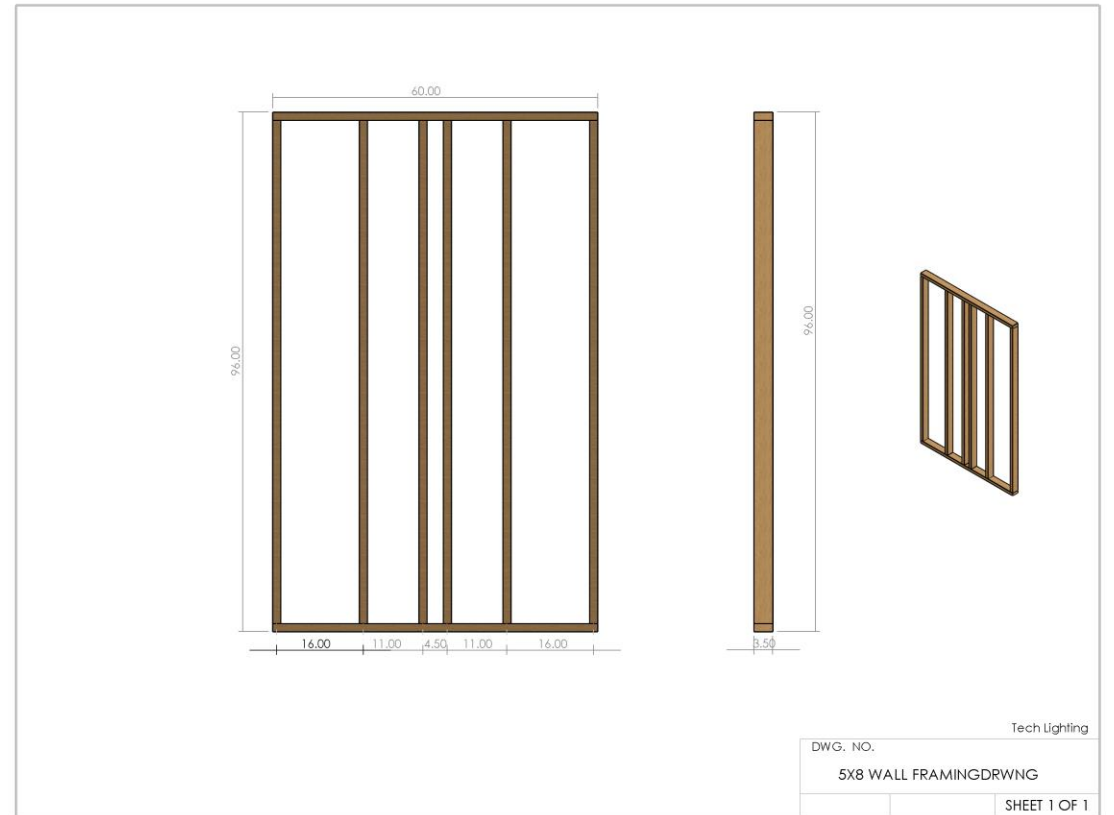 60.00
96.00
96.00
16.00 11.00 4.50 11.00 16.00
3.50
Tech Lighting
DWG. NO.
5X8 WALL FRAMINGDRWNG
SHEET 1 OF 1